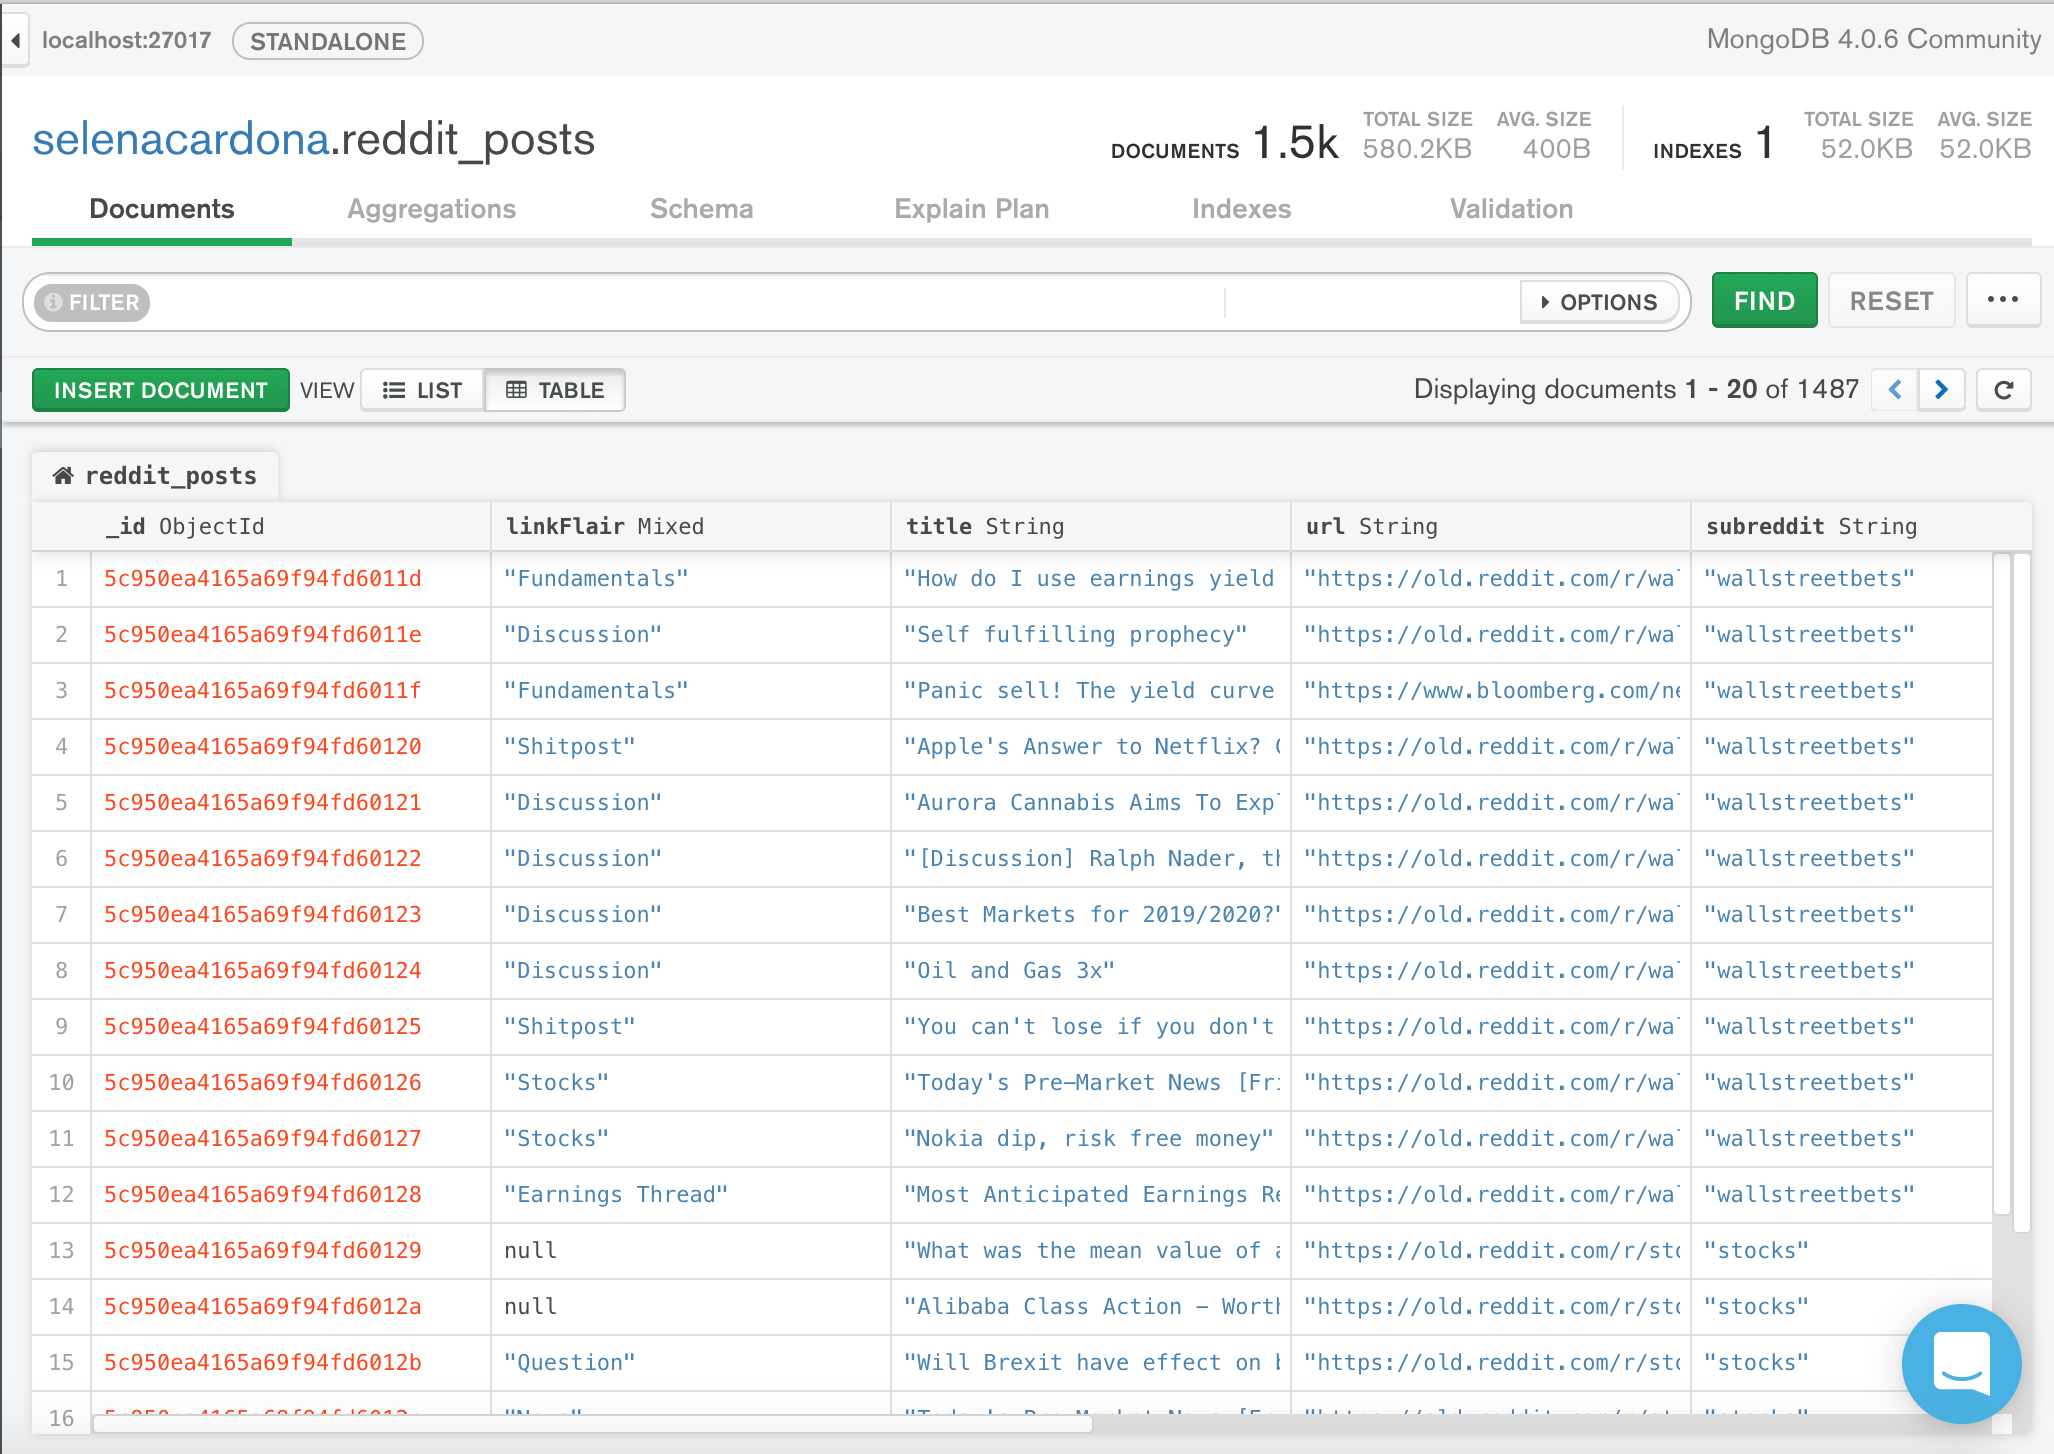 localhost:27017 STANDALONE MongoDB 4.0.6 Community
selenacardona.reddit_posts
DOCUMENTS 1.5k TOTAL SIZE 580.2KB AVG. SIZE 400B INDEXES 1 TOTAL SIZE 52.0KB AVG. SIZE 52.0KB
Documents Aggregations Schema Explain Plan Indexes Validation
FILTER OPTIONS FIND RESET ...
INSERT DOCUMENT VIEW LIST TABLE Displaying documents 1 - 20 of 1487
reddit_posts
_id ObjectId linkFlair Mixed title String url String subreddit String
1 5c950ea4165a69f94fd6011d "Fundamentals" "How do I use earnings yield "https://old.reddit.com/r/wa "wallstreetbets"
2 5c950ea4165a69f94fd6011e "Discussion" "Self fulfilling prophecy" "https://old.reddit.com/r/wa "wallstreetbets"
3 5c950ea4165a69f94fd6011f "Fundamentals" "Panic sell! The yield curve "https://www.bloomberg.com/ne "wallstreetbets"
4 5c950ea4165a69f94fd60120 "Shitpost" "Apple's Answer to Netflix? "https://old.reddit.com/r/wa "wallstreetbets"
5 5c950ea4165a69f94fd60121 "Discussion" "Aurora Cannabis Aims To Exp "https://old.reddit.com/r/wa "wallstreetbets"
6 5c950ea4165a69f94fd60122 "Discussion" "[Discussion] Ralph Nader, th "https://old.reddit.com/r/wa "wallstreetbets"
7 5c950ea4165a69f94fd60123 "Discussion" "Best Markets for 2019/2020?" "https://old.reddit.com/r/wa "wallstreetbets"
8 5c950ea4165a69f94fd60124 "Discussion" "Oil and Gas 3x" "https://old.reddit.com/r/wa "wallstreetbets"
9 5c950ea4165a69f94fd60125 "Shitpost" "You can't lose if you don't "https://old.reddit.com/r/wa "wallstreetbets"
10 5c950ea4165a69f94fd60126 "Stocks" "Today's Pre-Market News [Fri "https://old.reddit.com/r/wa "wallstreetbets"
11 5c950ea4165a69f94fd60127 "Stocks" "Nokia dip, risk free money" "https://old.reddit.com/r/wa "wallstreetbets"
12 5c950ea4165a69f94fd60128 "Earnings Thread" "Most Anticipated Earnings Re "https://old.reddit.com/r/wa "wallstreetbets"
13 5c950ea4165a69f94fd60129 null "What was the mean value of a "https://old.reddit.com/r/sto "stocks"
14 5c950ea4165a69f94fd6012a null "Alibaba Class Action - Worth "https://old.reddit.com/r/sto "stocks"
15 5c950ea4165a69f94fd6012b "Question" "Will Brexit have effect on b "https://old.reddit.com/r/sto "stocks"
16